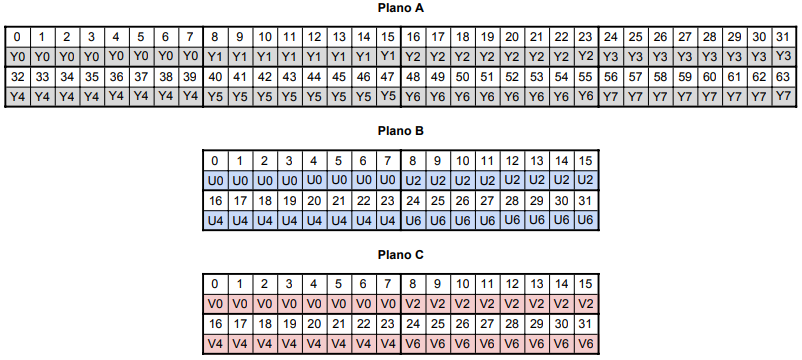 Plano A
0 1 2 3 4 5 6 7 8 9 10 11 12 13 14 15 16 17 18 19 20 21 22 23 24 25 26 27 28 29 30 31
Y0 Y0 Y0 Y0 Y0 Y0 Y0 Y0 Y1 Y1 Y1 Y1 Y1 Y1 Y1 Y1 Y2 Y2 Y2 Y2 Y2 Y2 Y2 Y2 Y3 Y3 Y3 Y3 Y3 Y3 Y3 Y3
32 33 34 35 36 37 38 39 40 41 42 43 44 45 46 47 48 49 50 51 52 53 54 55 56 57 58 59 60 61 62 63
Y4 Y4 Y4 Y4 Y4 Y4 Y4 Y4 Y5 Y5 Y5 Y5 Y5 Y5 Y5 Y5 Y6 Y6 Y6 Y6 Y6 Y6 Y6 Y6 Y7 Y7 Y7 Y7 Y7 Y7 Y7 Y7
Plano B
0 1 2 3 4 5 6 7 8 9 10 11 12 13 14 15
U0 U0 U0 U0 U0 U0 U0 U0 U2 U2 U2 U2 U2 U2 U2 U2
16 17 18 19 20 21 22 23 24 25 26 27 28 29 30 31
U4 U4 U4 U4 U4 U4 U4 U4 U6 U6 U6 U6 U6 U6 U6 U6
Plano C
0 1 2 3 4 5 6 7 8 9 10 11 12 13 14 15
V0 V0 V0 V0 V0 V0 V0 V0 V2 V2 V2 V2 V2 V2 V2 V2
16 17 18 19 20 21 22 23 24 25 26 27 28 29 30 31
V4 V4 V4 V4 V4 V4 V4 V4 V6 V6 V6 V6 V6 V6 V6 V6